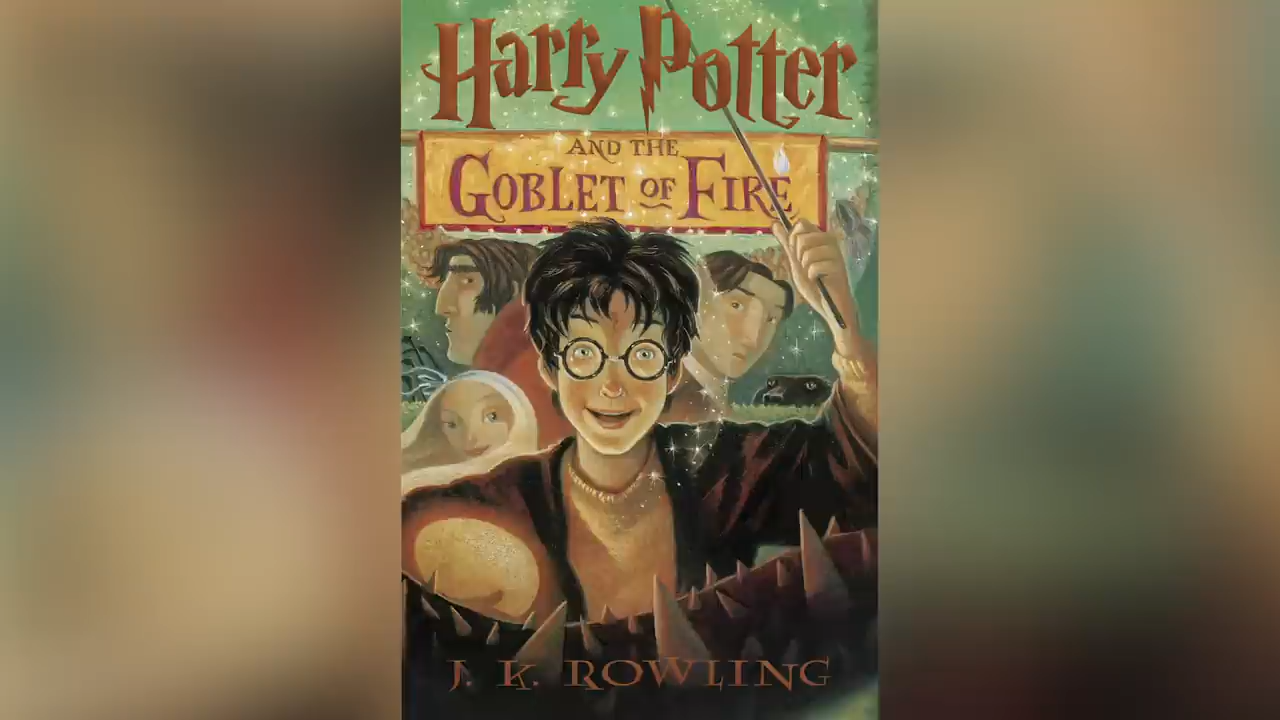 Harry Potter
AND THE
GOBLET OF FIRE
J. K. ROWLING